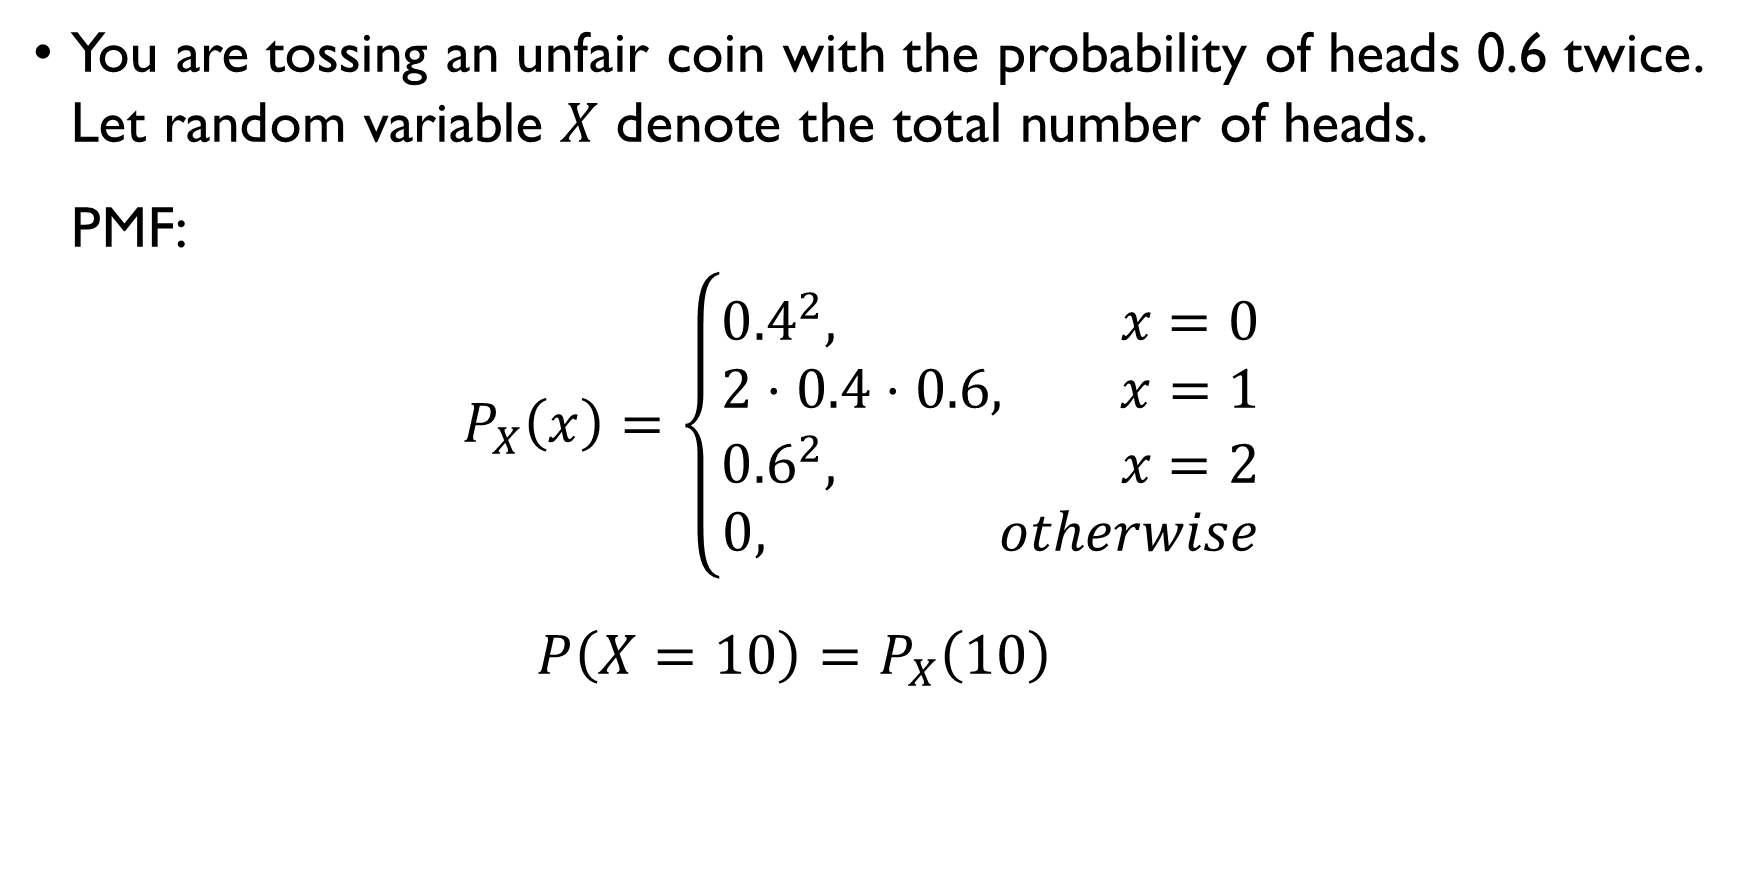 • You are tossing an unfair coin with the probability of heads 0.6 twice.
Let random variable X denote the total number of heads.
PMF:
0.4², x = 0
2 · 0.4 · 0.6, x = 1
P_X(x) =
0.6², x = 2
0, otherwise
P(X = 10) = P_X(10)